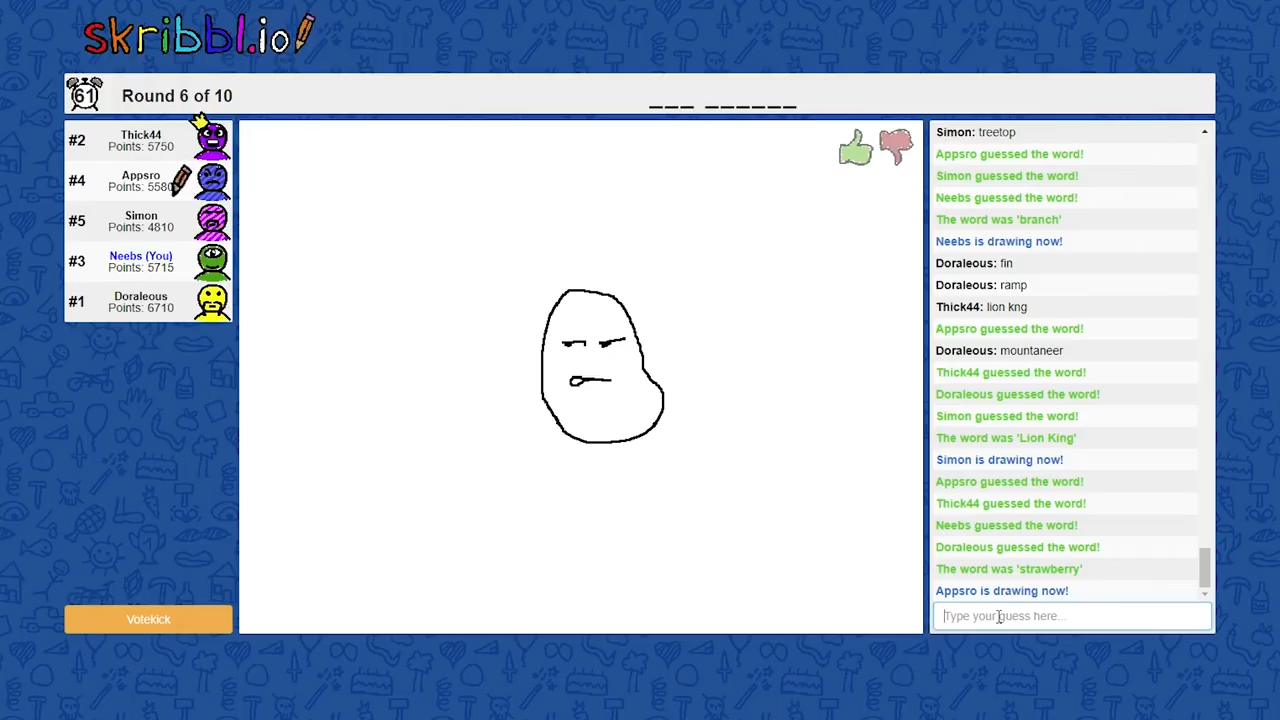 skribbl.io
61
Round 6 of 10
___ ______
#2
Thick44
Points: 5750
#4
Appsro
Points: 5580
#5
Simon
Points: 4810
#3
Neebs (You)
Points: 5715
#1
Doraleous
Points: 6710
Votekick
Simon: treetop
Appsro guessed the word!
Simon guessed the word!
Neebs guessed the word!
The word was 'branch'
Neebs is drawing now!
Doraleous: fin
Doraleous: ramp
Thick44: lion kng
Appsro guessed the word!
Doraleous: mountaneer
Thick44 guessed the word!
Doraleous guessed the word!
Simon guessed the word!
The word was 'Lion King'
Simon is drawing now!
Appsro guessed the word!
Thick44 guessed the word!
Neebs guessed the word!
Doraleous guessed the word!
The word was 'strawberry'
Appsro is drawing now!
Type your guess here...